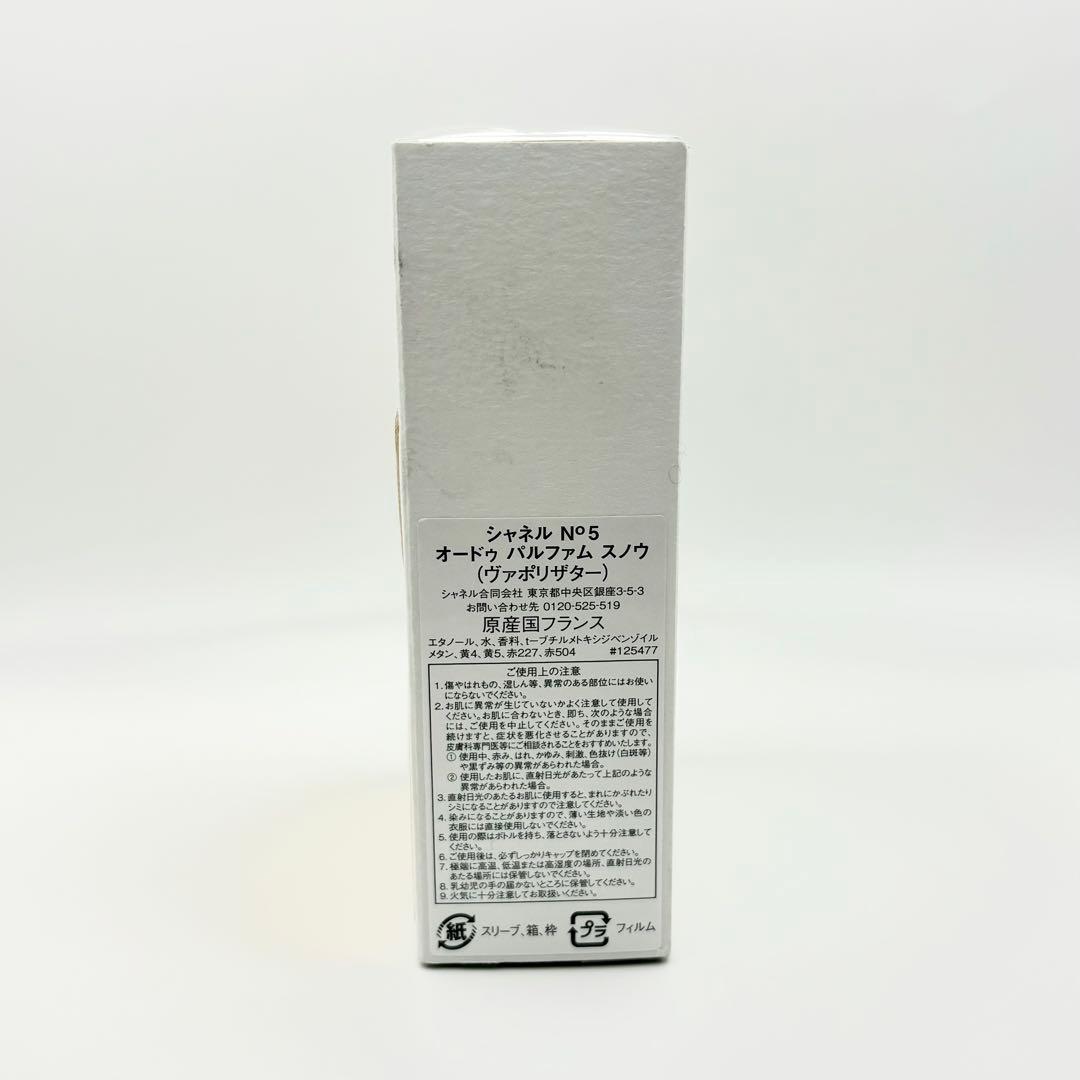 シャネル Nº5
オードゥ パルファム スノウ
(ヴァポリザター)
シャネル合同会社 東京都中央区銀座3-5-3
お問い合わせ先 0120-525-519
原産国フランス
エタノール、水、香料、t-ブチルメトキシジベンゾイル
メタン、黄4、黄5、赤227、赤504 #125477
ご使用上の注意
1. 傷やはれもの、湿しん等、異常のある部位にはお使い
にならないでください。
2. お肌に異常が生じていないかよく注意して使用して
ください。お肌に合わないとき、即ち、次のような場合
には、ご使用を中止してください。そのままご使用を
続けますと、症状を悪化させることがありますので、
皮膚科専門医等にご相談されることをおすすめいたします。
① 使用中、赤み、はれ、かゆみ、刺激、色抜け(白斑等)
や黒ずみ等の異常があらわれた場合。
② 使用したお肌に、直射日光があたって上記のような
異常があらわれた場合。
3. 直射日光のあたるお肌に使用すると、まれにかぶれたり
シミになることがありますので注意してください。
4. 染みになることがありますので、薄い生地や淡い色の
衣服には直接使用しないでください。
5. 使用の際はボトルを持ち、落とさないよう十分注意して
ください。
6. ご使用後は、必ずしっかりキャップを閉めてください。
7. 極端に高温、低温または高湿度の場所、直射日光の
あたる場所には保管しないでください。
8. 乳幼児の手の届かないところに保管してください。
9. 火気に十分注意してお取扱いください。
紙 スリーブ、箱、枠 プラ フィルム